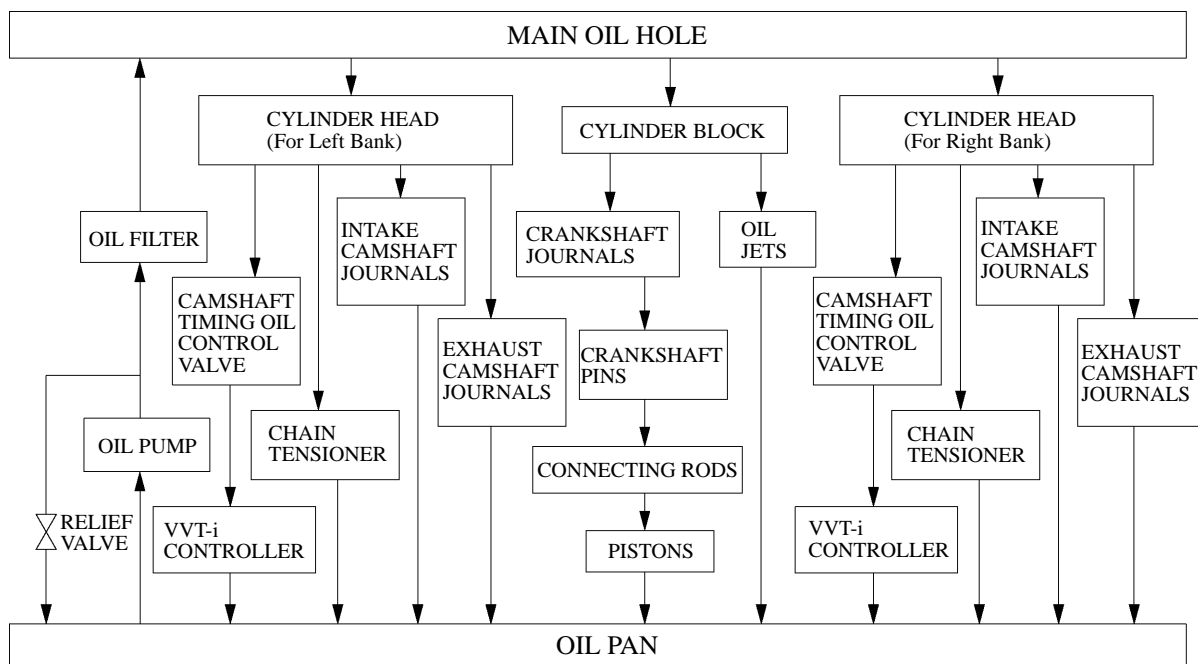 MAIN OIL HOLE
CYLINDER HEAD
(For Left Bank)
CYLINDER BLOCK
CYLINDER HEAD
(For Right Bank)
OIL FILTER
INTAKE
CAMSHAFT
JOURNALS
CRANKSHAFT
JOURNALS
OIL
JETS
INTAKE
CAMSHAFT
JOURNALS
CAMSHAFT
TIMING OIL
CONTROL
VALVE
EXHAUST
CAMSHAFT
JOURNALS
CRANKSHAFT
PINS
CAMSHAFT
TIMING OIL
CONTROL
VALVE
EXHAUST
CAMSHAFT
JOURNALS
OIL PUMP
CHAIN
TENSIONER
CONNECTING RODS
CHAIN
TENSIONER
RELIEF
VALVE
VVT-i
CONTROLLER
PISTONS
VVT-i
CONTROLLER
OIL PAN